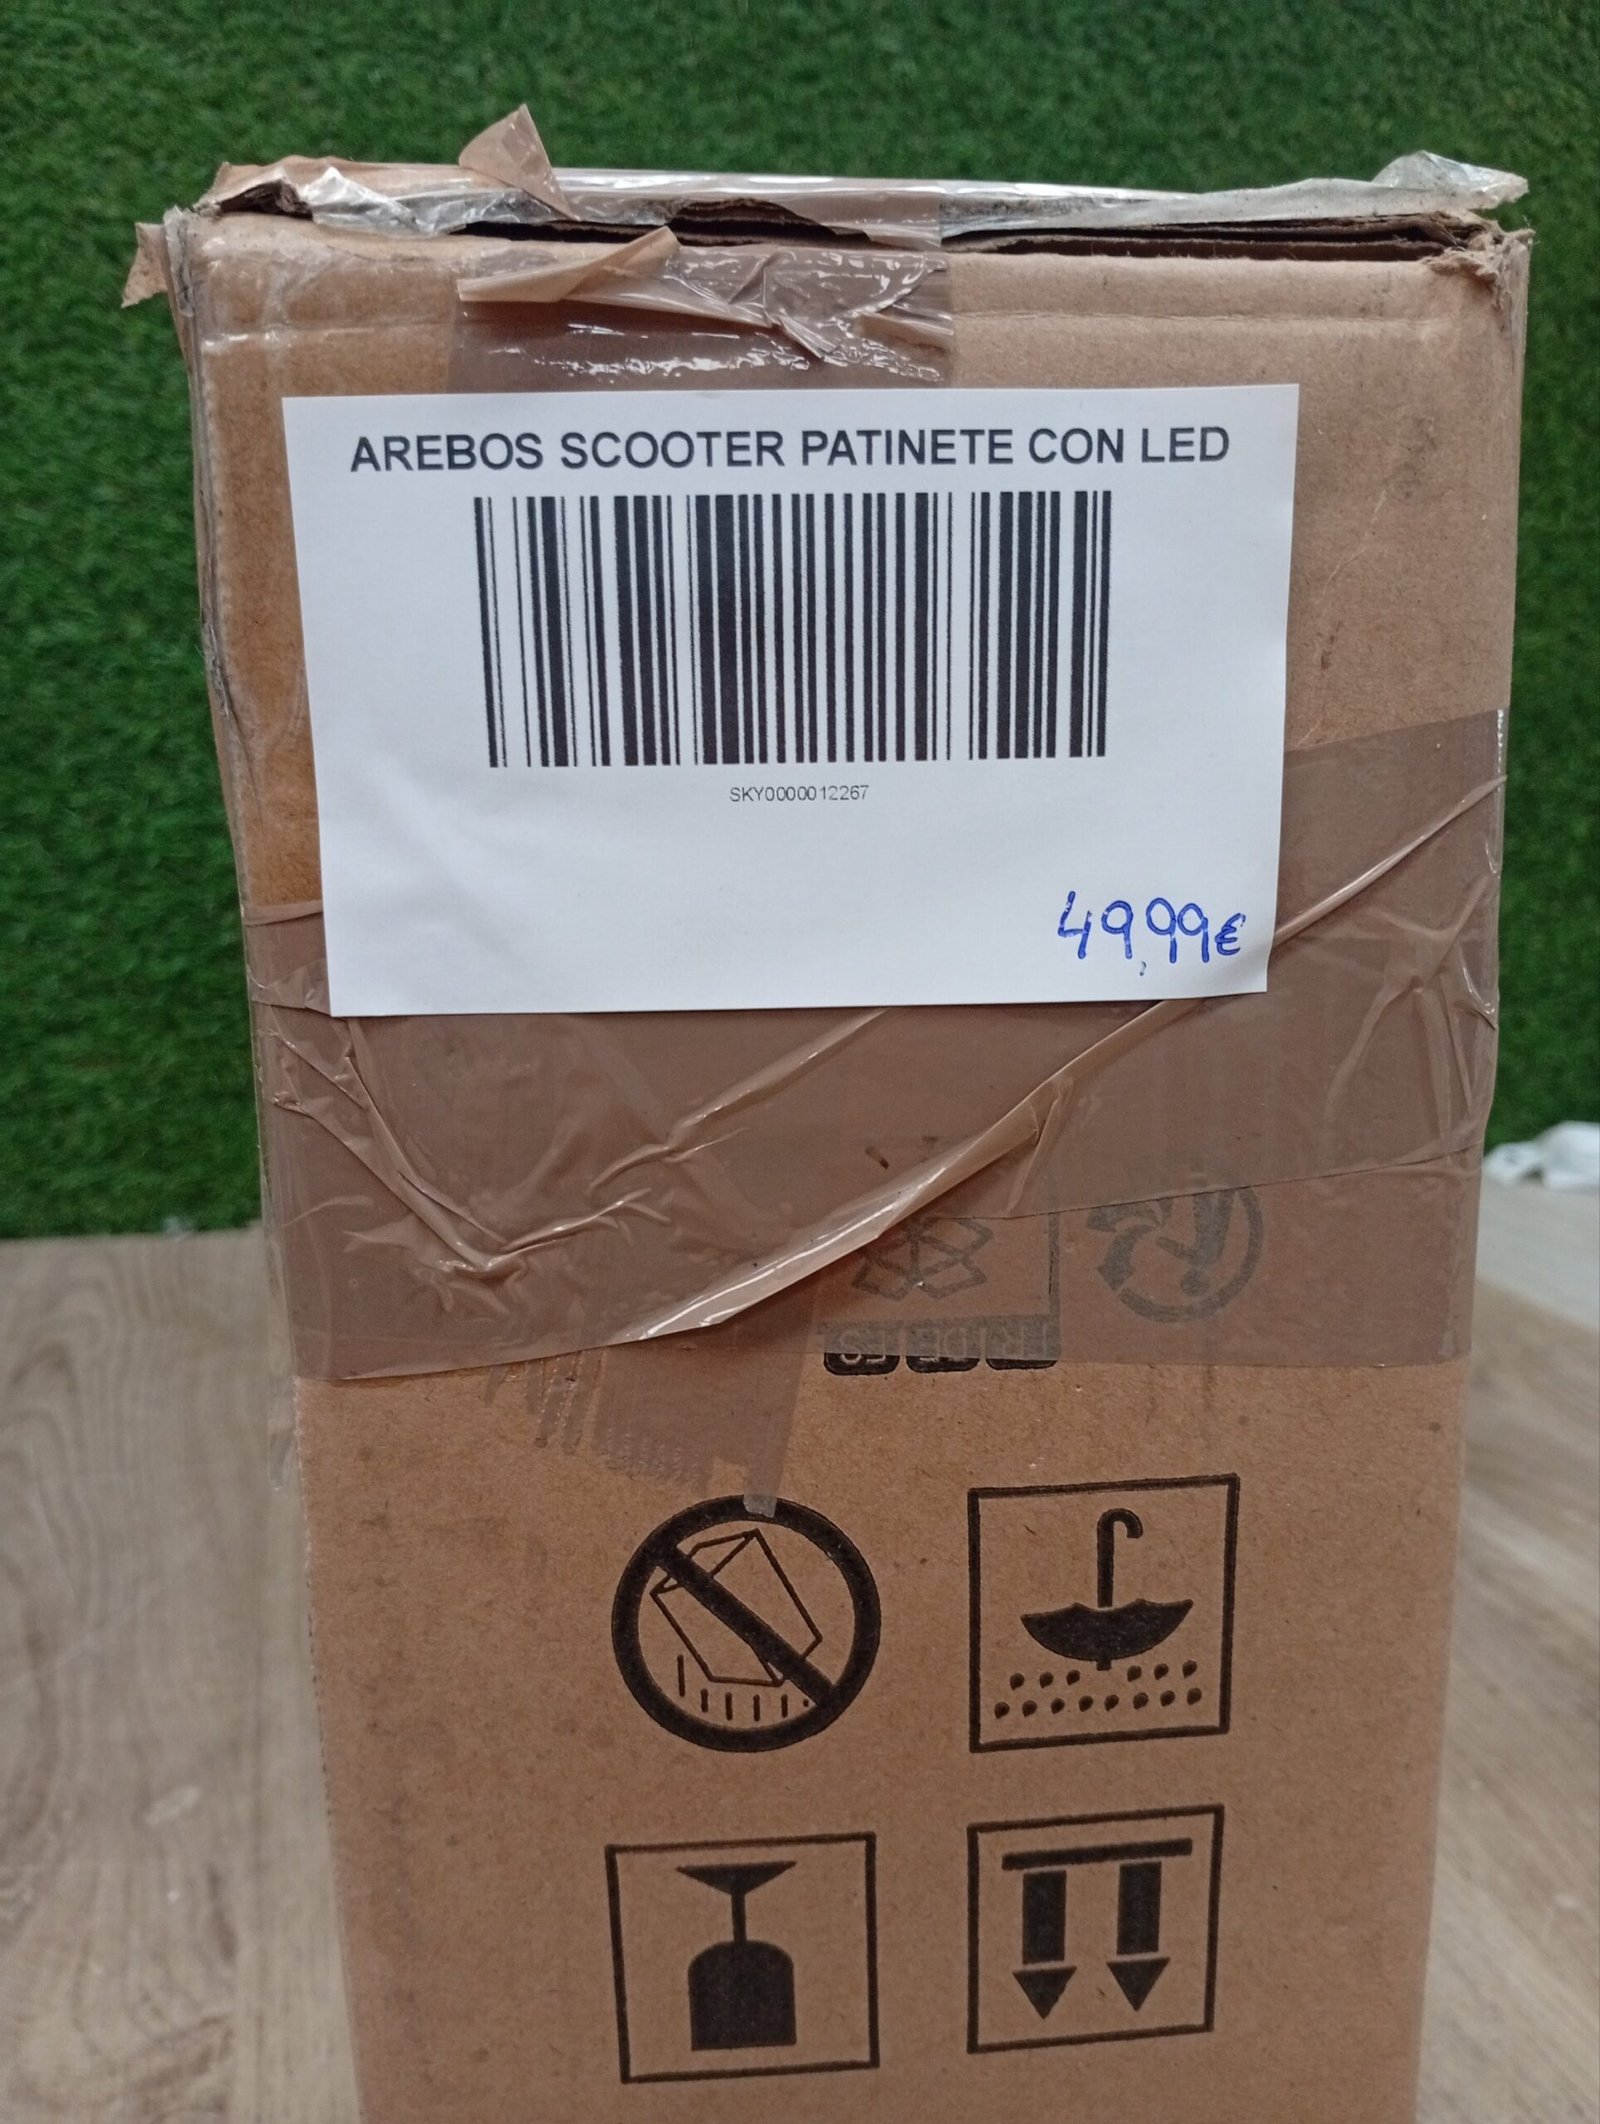 AREBOS SCOOTER PATINETE CON LED
SKY0000012267
49,99€